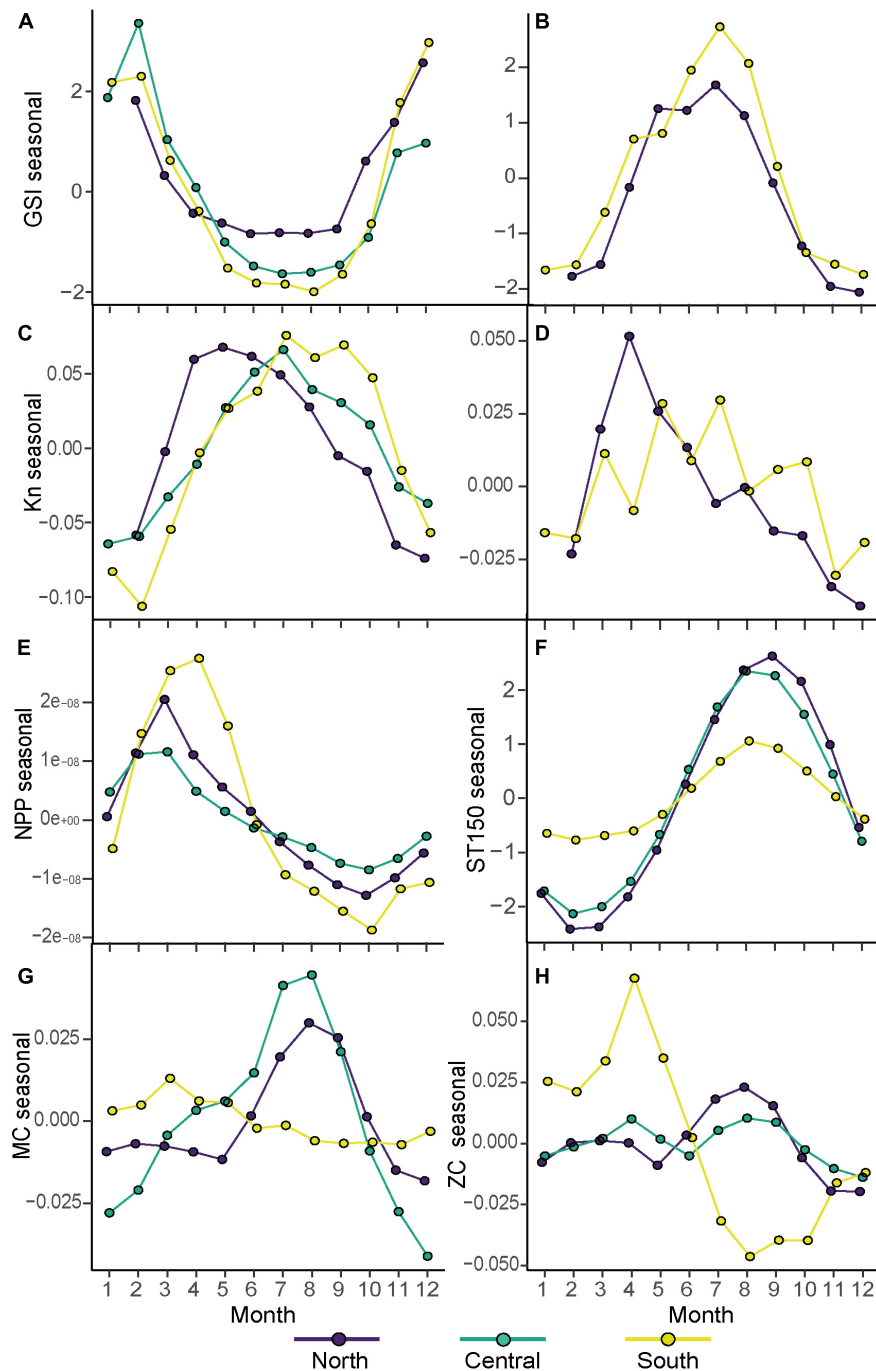 A
GSI seasonal
2
0
−2
B
2
1
0
−1
−2
C
Kn seasonal
0.05
0.00
−0.05
−0.10
D
0.050
0.025
0.000
−0.025
E
NPP seasonal
2e−08
1e−08
0e+00
−1e−08
−2e−08
F
ST150 seasonal
2
1
0
−1
−2
G
MC seasonal
0.025
0.000
−0.025
H
ZC seasonal
0.050
0.025
0.000
−0.025
−0.050
1 2 3 4 5 6 7 8 9 10 11 12
Month
1 2 3 4 5 6 7 8 9 10 11 12
Month
North Central South